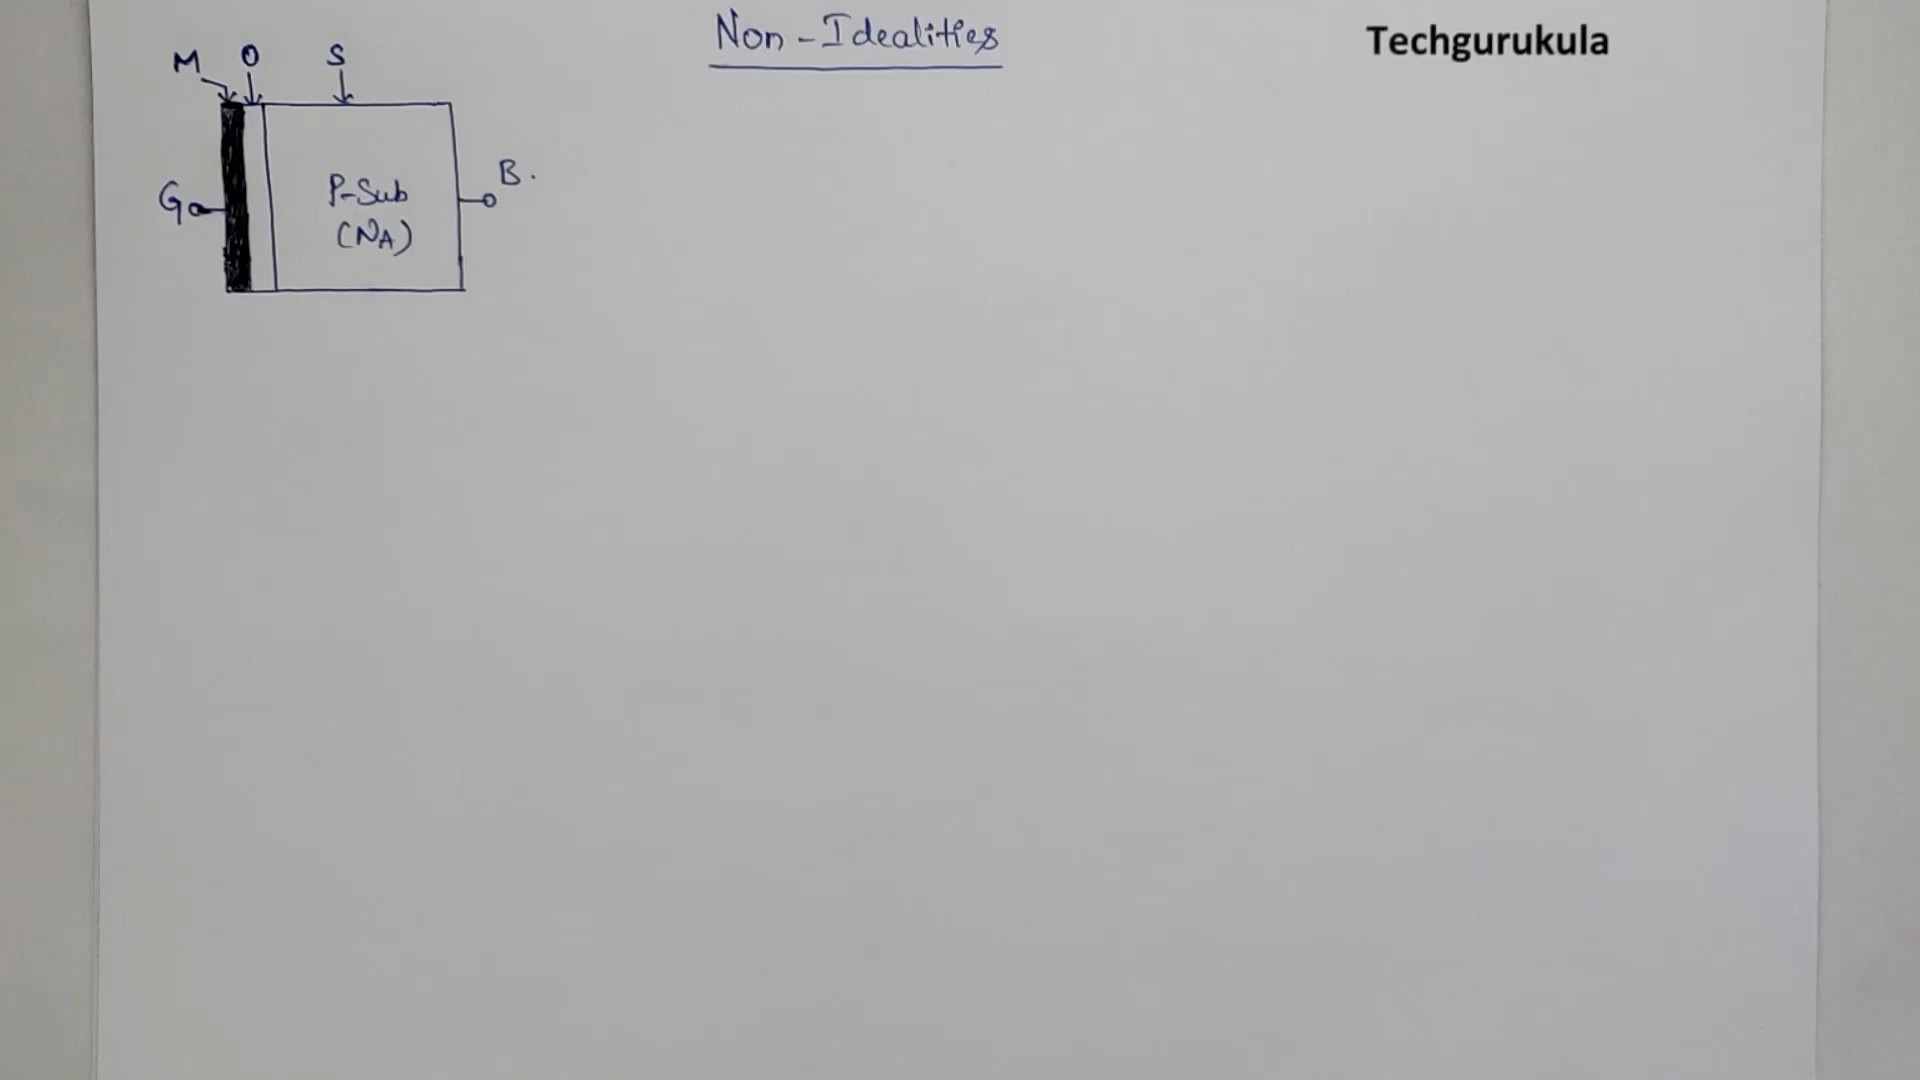 Non-Idealities
Techgurukula
M O S
G
P-Sub
(NA)
B.